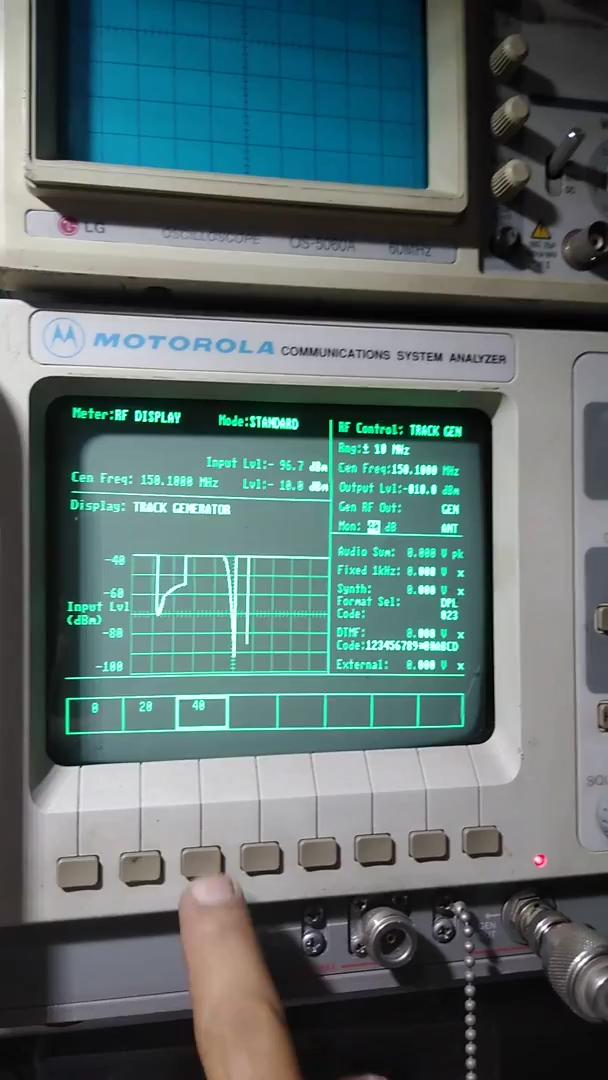 LG OSCILLOSCOPE OS-5060A 60MHz
MOTOROLA COMMUNICATIONS SYSTEM ANALYZER
Meter:RF DISPLAY Mode:STANDARD
Input Lvl:- 96.7 dBm
Cen Freq: 150.1000 MHz Lvl:- 10.0 dBm
Display: TRACK GENERATOR
-40
-60
Input Lvl
(dBm)
-80
-100
RF Control: TRACK GEN
Rng:± 10 MHz
Cen Freq:150.1000 MHz
Output Lvl:-010.0 dBm
Gen RF Out: GEN
Mon: dB ANT
Audio Sum: 0.000 V pk
Fixed 1kHz: 0.000 V x
Synth: 0.000 V x
Format Sel: DPL
Code: 023
DTMF: 0.000 V x
Code:123456789*0#ABCD
External: 0.000 V x
0 20 40